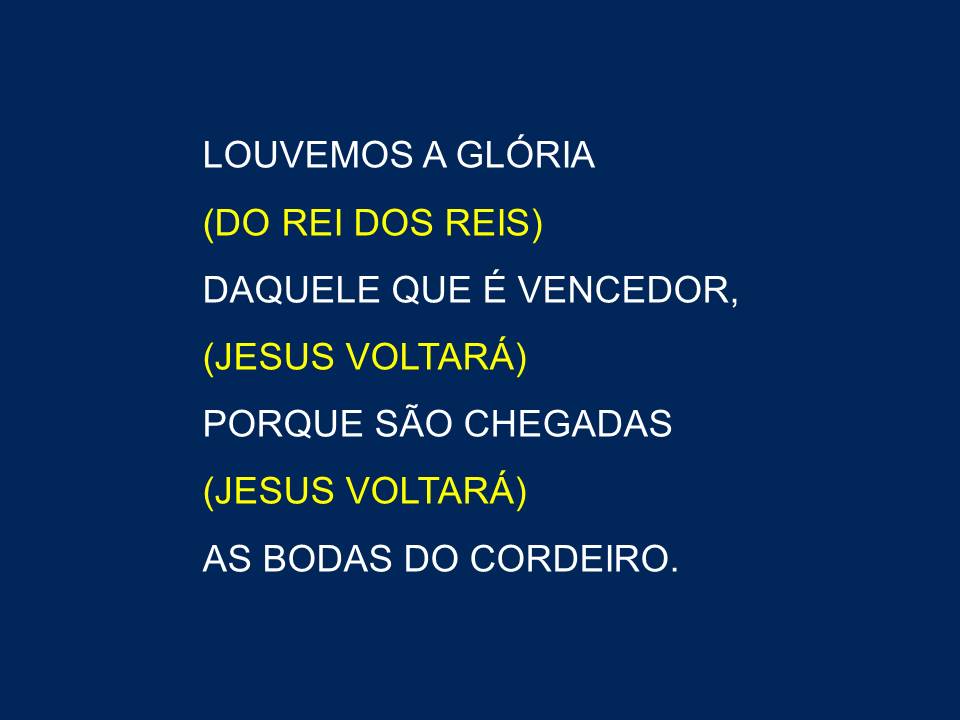 LOUVEMOS A GLÓRIA
(DO REI DOS REIS)
DAQUELE QUE É VENCEDOR,
(JESUS VOLTARÁ)
PORQUE SÃO CHEGADAS
(JESUS VOLTARÁ)
AS BODAS DO CORDEIRO.